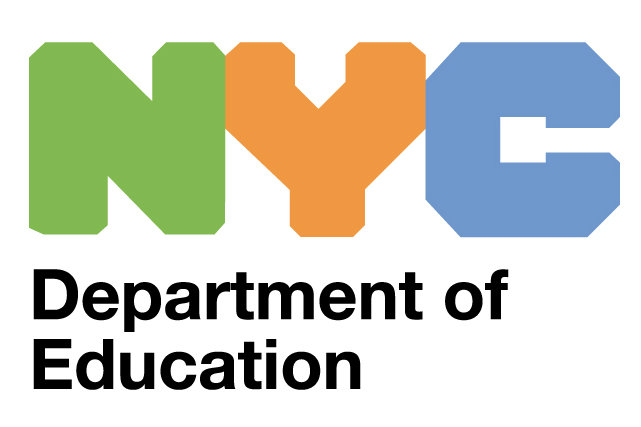 NYC
Department of
Education